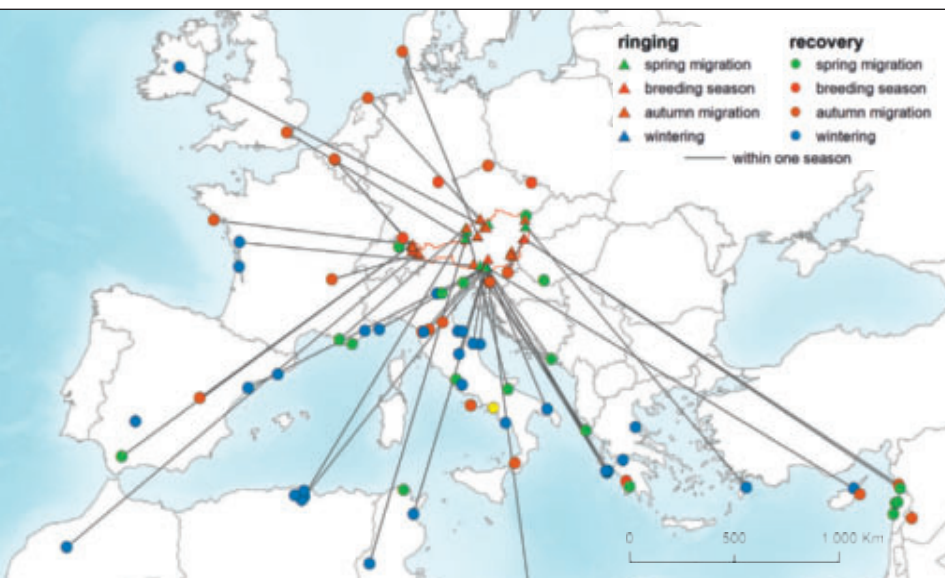 ringing
spring migration
breeding season
autumn migration
wintering
recovery
spring migration
breeding season
autumn migration
wintering
within one season
0 500 1 000 Km